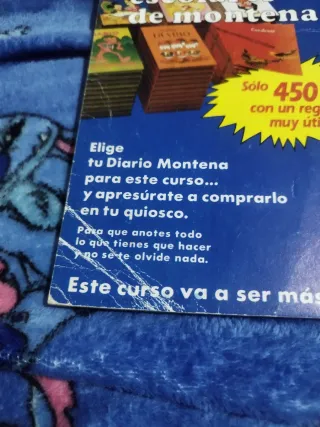 de montena
Sólo 450
con un reg
muy úti
Elige
tu Diario Montena
para este curso...
y apresúrate a comprarlo
en tu quiosco.
Para que anotes todo
lo que tienes que hacer
y no se te olvide nada.
Este curso va a ser más